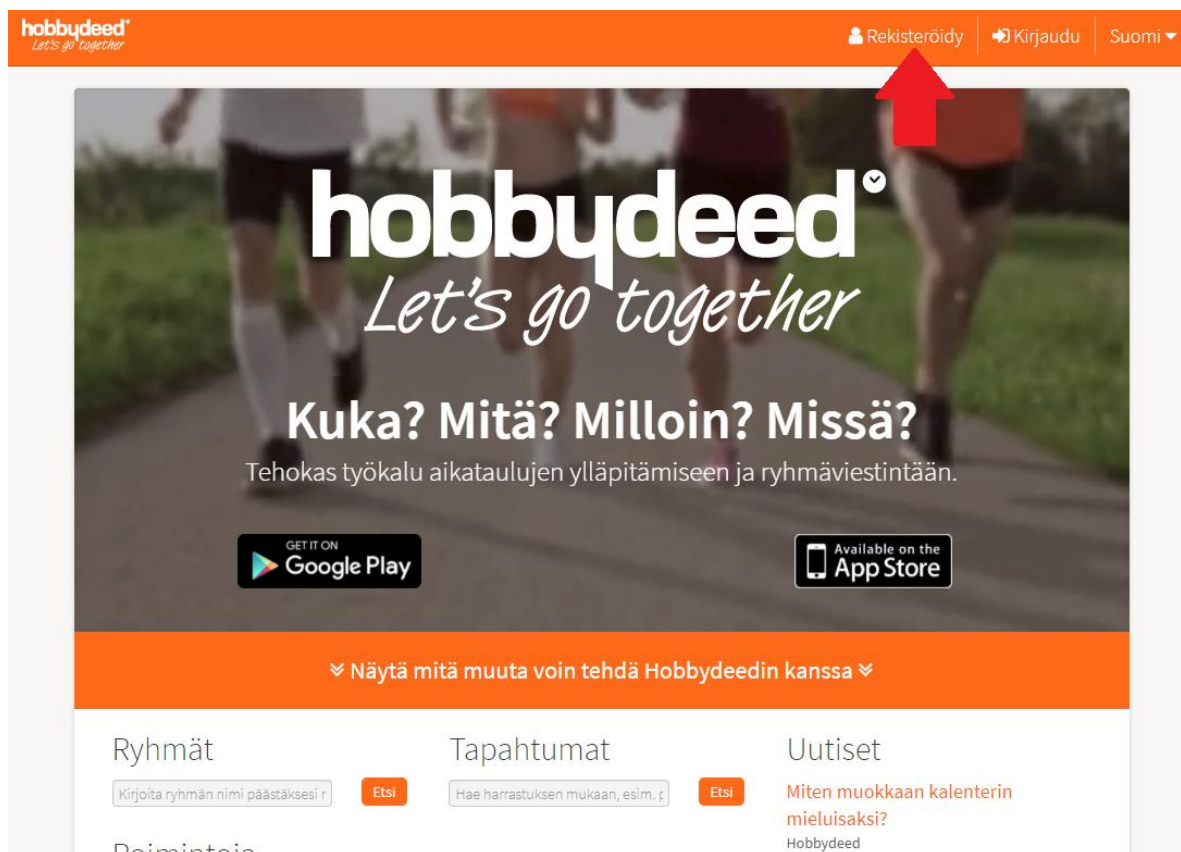 hobbydeed
Let's go together
Rekisteröidy
Kirjaudu
Suomi
hobbydeed
Let's go together
Kuka? Mitä? Milloin? Missä?
Tehokas työkalu aikataulujen ylläpitämiseen ja ryhmäviestintään.
GET IT ON
Google Play
Available on the
App Store
Näytä mitä muuta voin tehdä Hobbydeedin kanssa
Ryhmät
Kirjoita ryhmän nimi päästäksesi r
Etsi
Tapahtumat
Hae harrastuksen mukaan, esim. p
Etsi
Uutiset
Miten muokkaan kalenterin
mieluisaksi?
Hobbydeed